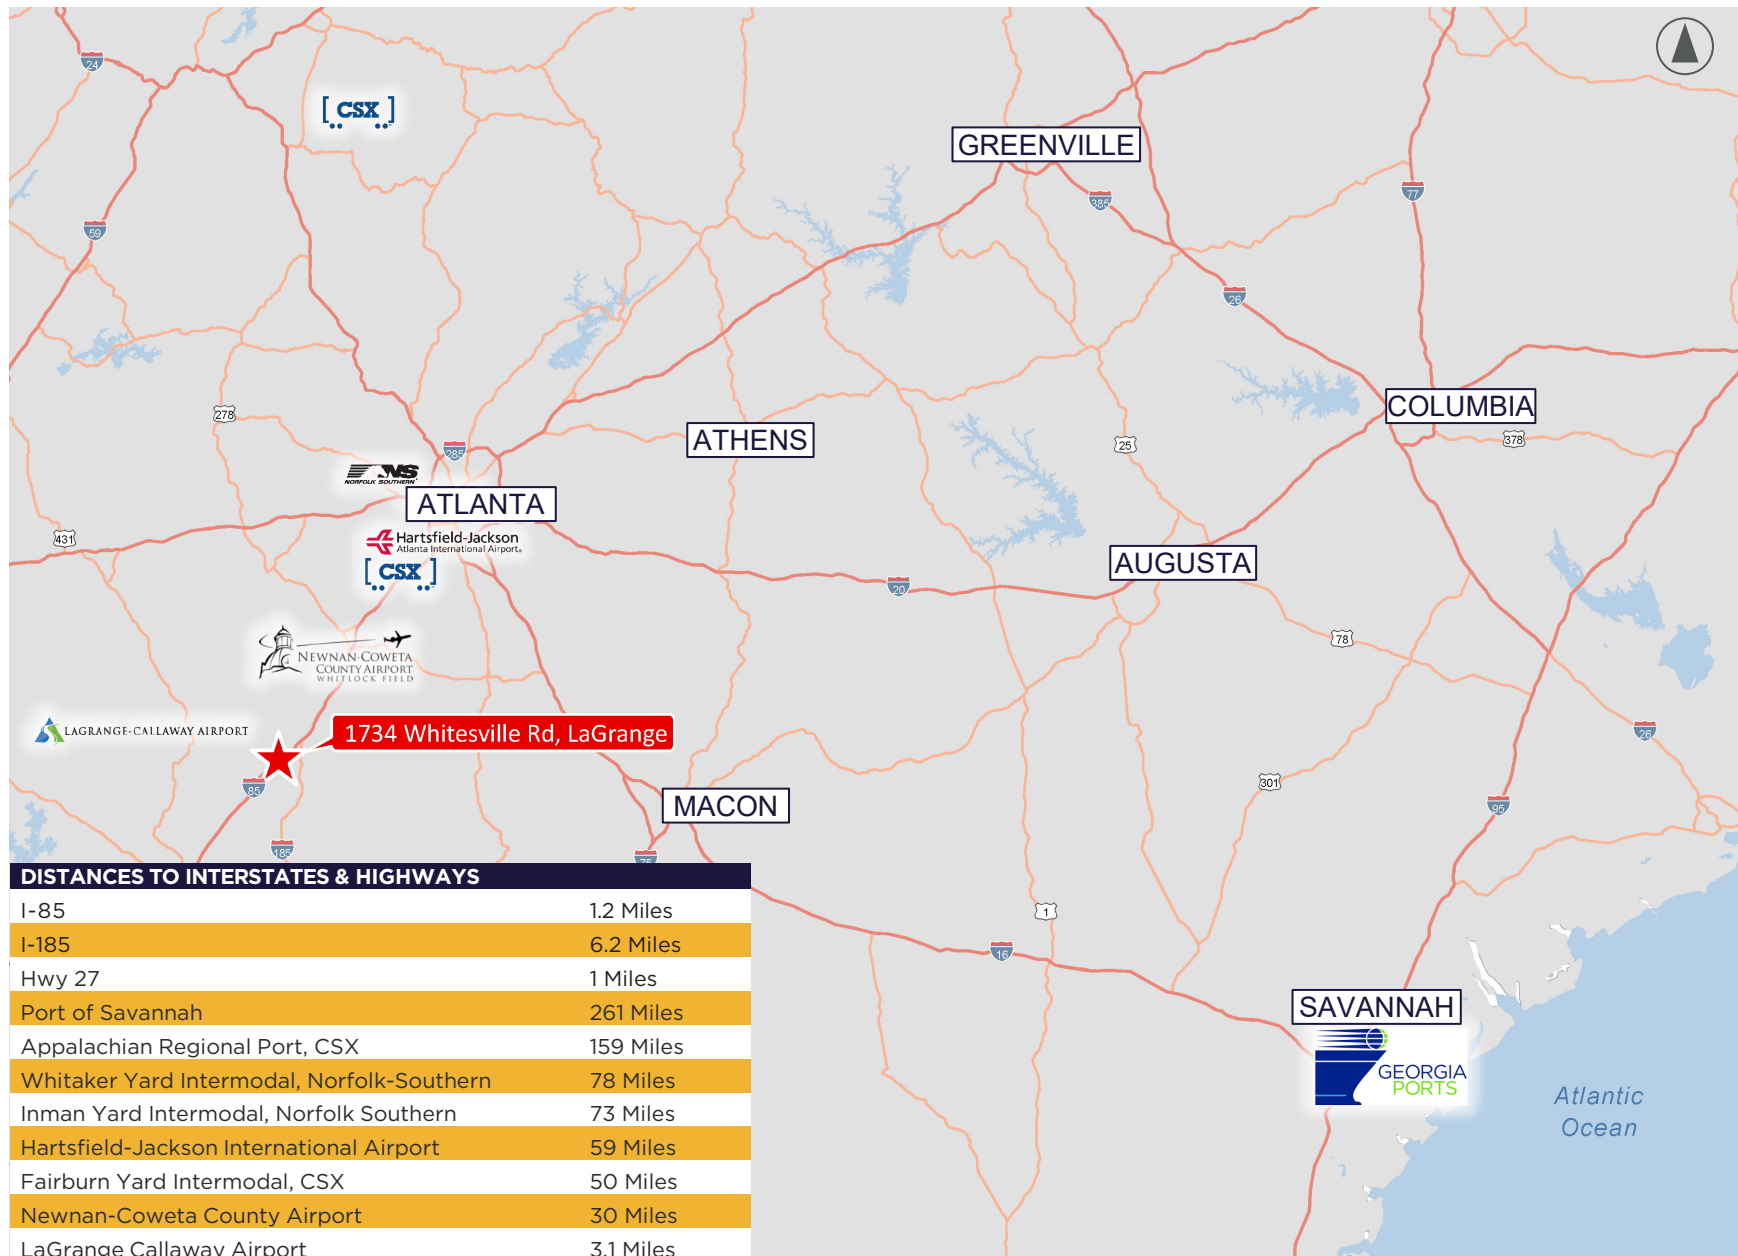 24
CSX
GREENVILLE
385
77
59
26
278
COLUMBIA
378
ATHENS
25
285
NS
NORFOLK SOUTHERN
ATLANTA
431
Hartsfield-Jackson
Atlanta International Airport®
CSX
AUGUSTA
20
78
NEWNAN-COWETA
COUNTY AIRPORT
WHITLOCK FIELD
LAGRANGE-CALLAWAY AIRPORT
1734 Whitesville Rd, LaGrange
26
85
301
MACON
95
185
75
DISTANCES TO INTERSTATES & HIGHWAYS
I-85 1.2 Miles
I-185 6.2 Miles
Hwy 27 1 Miles
Port of Savannah 261 Miles
Appalachian Regional Port, CSX 159 Miles
Whitaker Yard Intermodal, Norfolk-Southern 78 Miles
Inman Yard Intermodal, Norfolk Southern 73 Miles
Hartsfield-Jackson International Airport 59 Miles
Fairburn Yard Intermodal, CSX 50 Miles
Newnan-Coweta County Airport 30 Miles
LaGrange Callaway Airport 3.1 Miles
1
16
SAVANNAH
GEORGIA
PORTS
Atlantic
Ocean